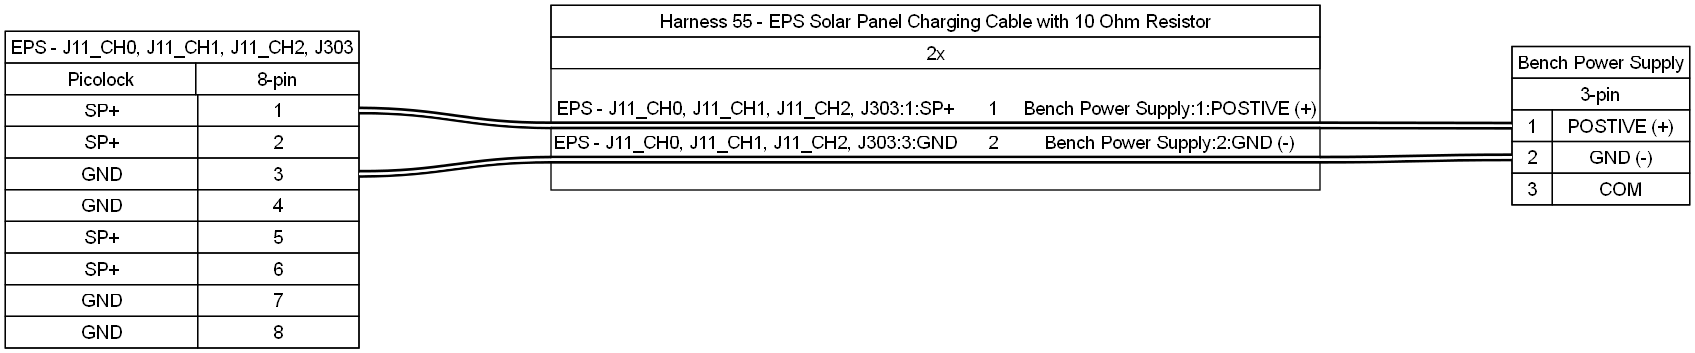 EPS - J11_CH0, J11_CH1, J11_CH2, J303
Picolock 8-pin
SP+ 1
SP+ 2
GND 3
GND 4
SP+ 5
SP+ 6
GND 7
GND 8
Harness 55 - EPS Solar Panel Charging Cable with 10 Ohm Resistor
2x
EPS - J11_CH0, J11_CH1, J11_CH2, J303:1:SP+ 1 Bench Power Supply:1:POSTIVE (+)
EPS - J11_CH0, J11_CH1, J11_CH2, J303:3:GND 2 Bench Power Supply:2:GND (-)
Bench Power Supply
3-pin
1 POSTIVE (+)
2 GND (-)
3 COM